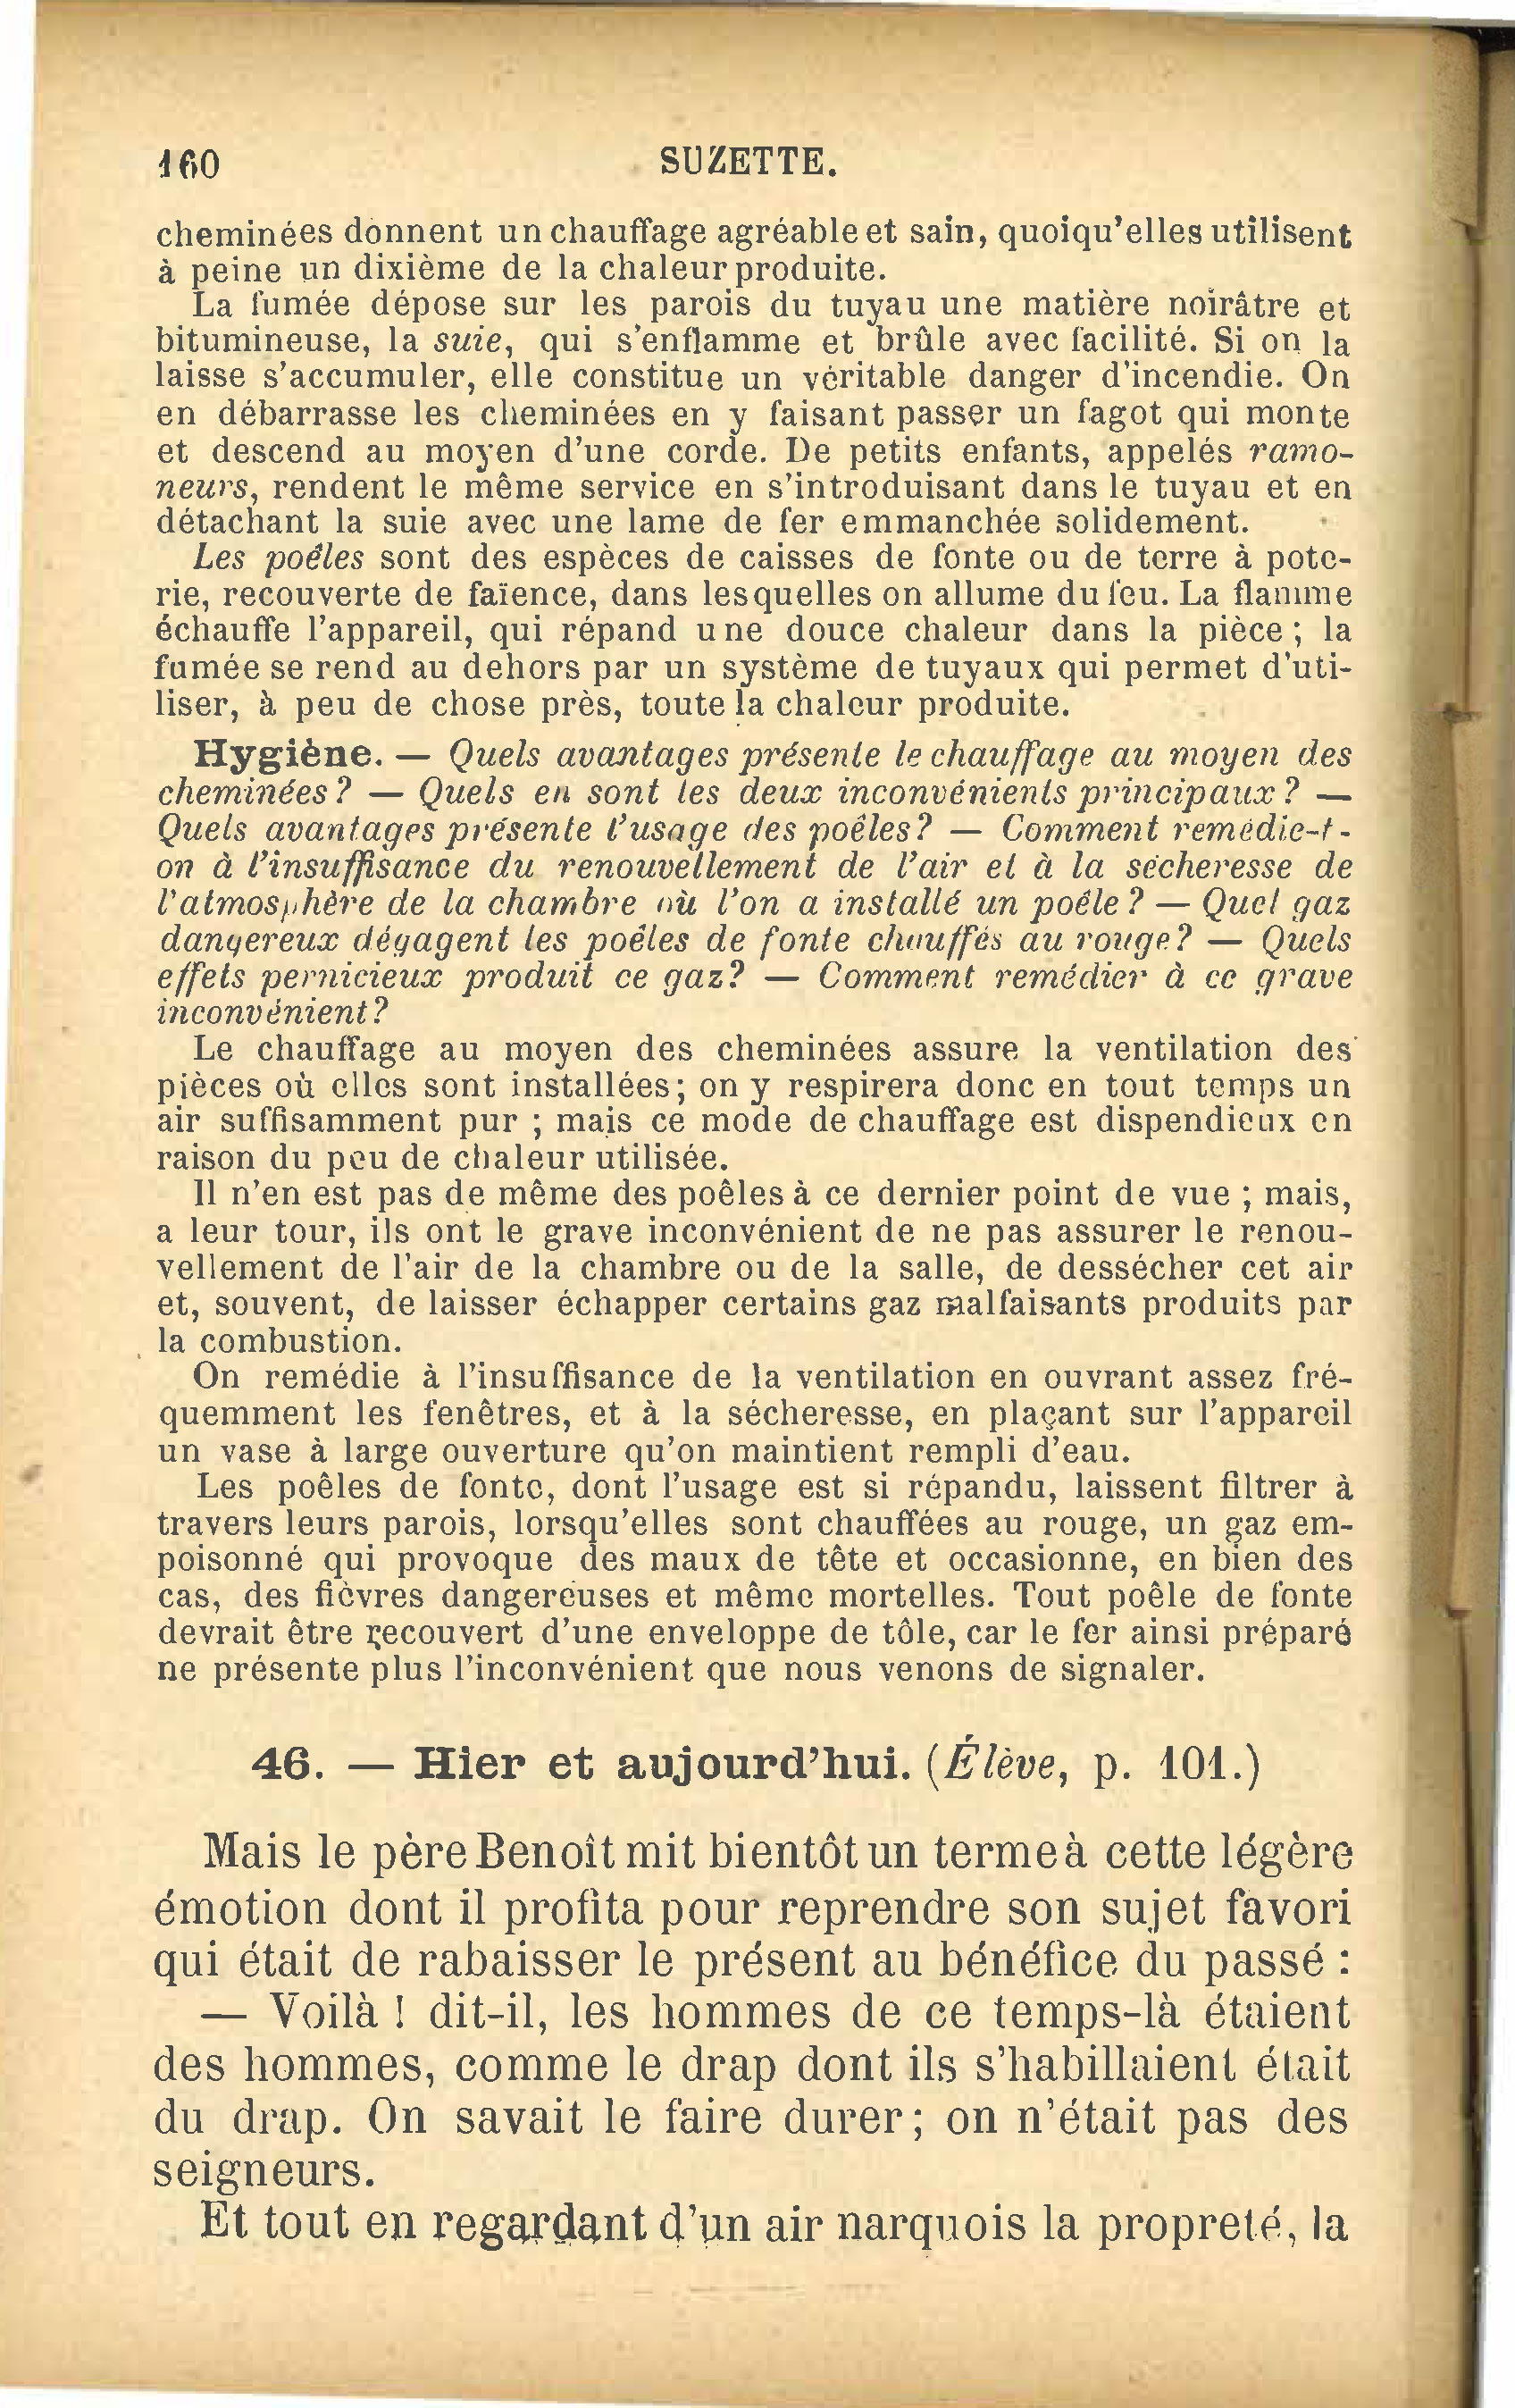 160
SUZETTE.
cheminées donnent un chauffage agréable et sain, quoiqu'elles utilisent
à peine un dixième de la chaleur produite.
La fumée dépose sur les parois du tuyau une matière noirâtre et
bitumineuse, la suie, qui s'enflamme et brûle avec facilité. Si on la
laisse s'accumuler, elle constitue un véritable danger d'incendie. On
en débarrasse les cheminées en y faisant passer un fagot qui monte
et descend au moyen d'une corde. De petits enfants, appelés ramo-
neurs, rendent le même service en s'introduisant dans le tuyau et en
détachant la suie avec une lame de fer emmanchée solidement.
Les poêles sont des espèces de caisses de fonte ou de terre à pote-
rie, recouverte de faïence, dans lesquelles on allume du feu. La flamme
échauffe l'appareil, qui répand une douce chaleur dans la pièce ; la
fumée se rend au dehors par un système de tuyaux qui permet d'uti-
liser, à peu de chose près, toute la chaleur produite.
Hygiène. — Quels avantages présente le chauffage au moyen des
cheminées ? — Quels en sont les deux inconvénients principaux ? —
Quels avantages présente l'usage des poêles ? — Comment remédie-t-
on à l'insuffisance du renouvellement de l'air et à la sécheresse de
l'atmosphère de la chambre où l'on a installé un poêle ? — Quel gaz
dangereux dégagent les poêles de fonte chauffés au rouge ? — Quels
effets pernicieux produit ce gaz? — Comment remédier à ce grave
inconvénient ?
Le chauffage au moyen des cheminées assure la ventilation des
pièces où elles sont installées ; on y respirera donc en tout temps un
air suffisamment pur ; mais ce mode de chauffage est dispendieux en
raison du peu de chaleur utilisée.
Il n'en est pas de même des poêles à ce dernier point de vue ; mais,
a leur tour, ils ont le grave inconvénient de ne pas assurer le renou-
vellement de l'air de la chambre ou de la salle, de dessécher cet air
et, souvent, de laisser échapper certains gaz malfaisants produits par
la combustion.
On remédie à l'insuffisance de la ventilation en ouvrant assez fré-
quemment les fenêtres, et à la sécheresse, en plaçant sur l'appareil
un vase à large ouverture qu'on maintient rempli d'eau.
Les poêles de fonte, dont l'usage est si répandu, laissent filtrer à
travers leurs parois, lorsqu'elles sont chauffées au rouge, un gaz em-
poisonné qui provoque des maux de tête et occasionne, en bien des
cas, des fièvres dangereuses et même mortelles. Tout poêle de fonte
devrait être recouvert d'une enveloppe de tôle, car le fer ainsi préparé
ne présente plus l'inconvénient que nous venons de signaler.
46. — Hier et aujourd'hui. (Élève, p. 101.)
Mais le père Benoît mit bientôt un terme à cette légère
émotion dont il profita pour reprendre son sujet favori
qui était de rabaisser le présent au bénéfice du passé :
— Voilà ! dit-il, les hommes de ce temps-là étaient
des hommes, comme le drap dont ils s'habillaient était
du drap. On savait le faire durer ; on n'était pas des
seigneurs.
Et tout en regardant d'un air narquois la propreté, la